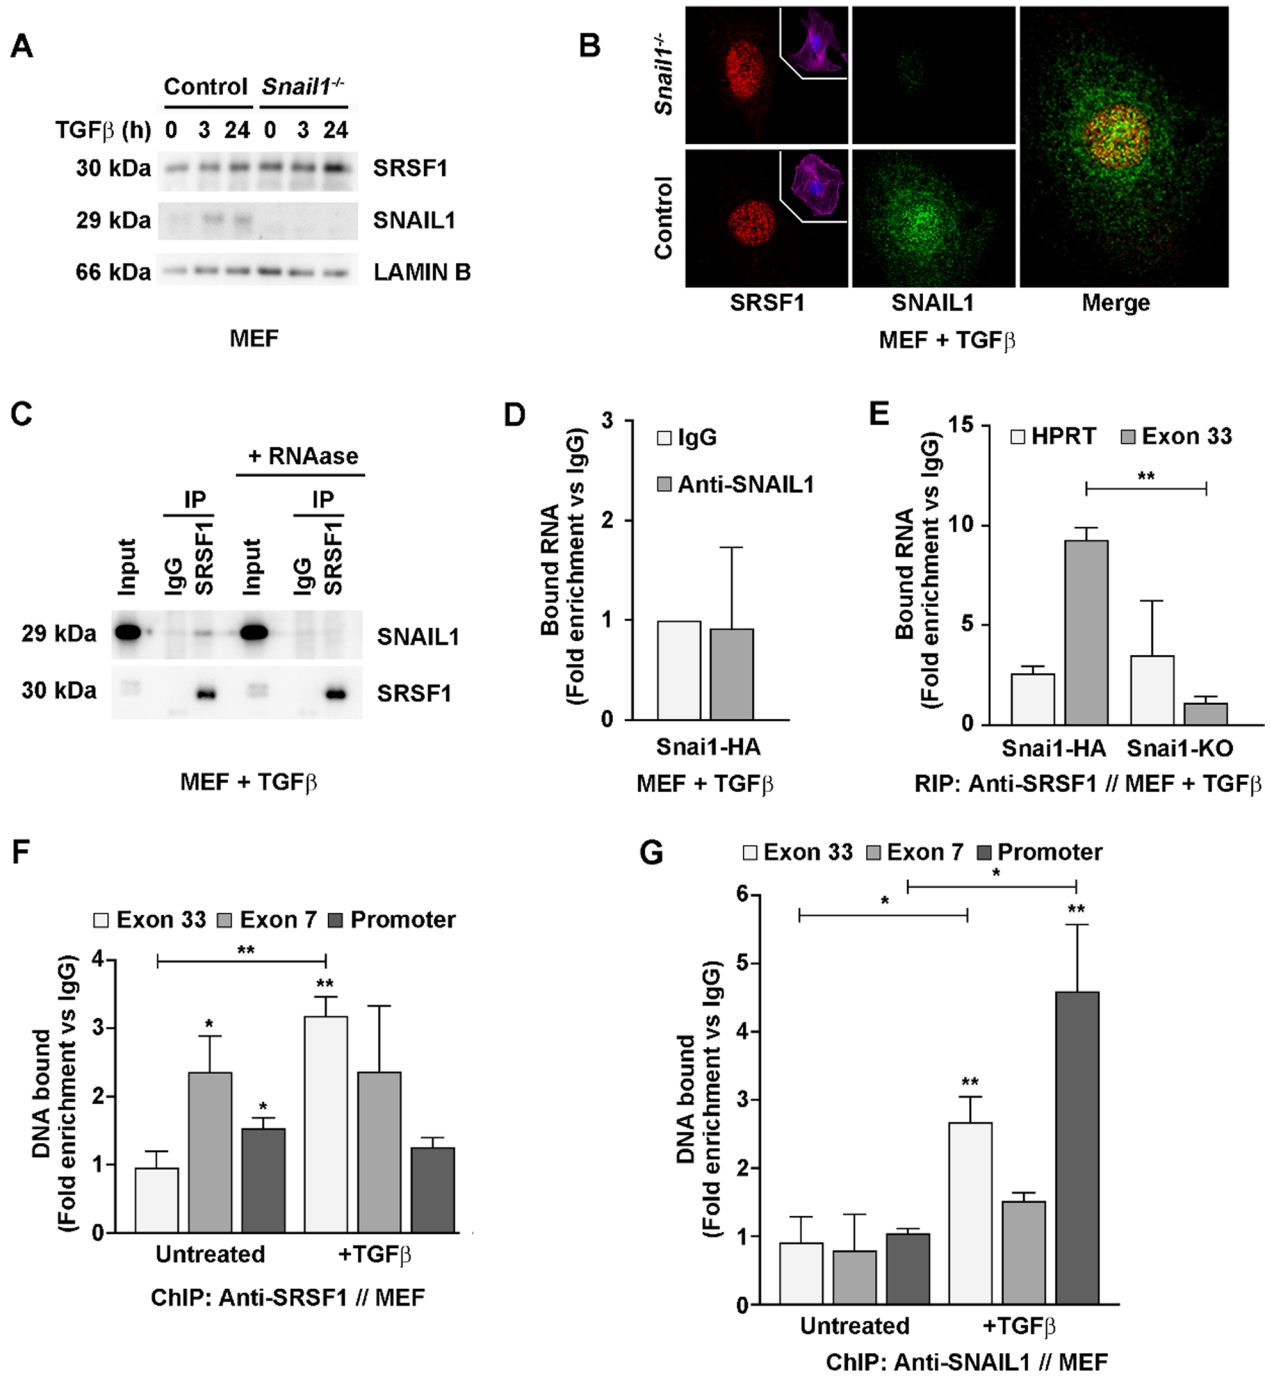 A
Control Snail1-/-
TGFβ (h) 0 3 24 0 3 24
30 kDa SRSF1
29 kDa SNAIL1
66 kDa LAMIN B
MEF
B
Snail1-/-
Control
SRSF1 SNAIL1 Merge
MEF + TGFβ
C
+ RNAase
IP IP
Input IgG SRSF1 Input IgG SRSF1
29 kDa SNAIL1
30 kDa SRSF1
MEF + TGFβ
D
Bound RNA
(Fold enrichment vs IgG)
3
2
1
0
IgG
Anti-SNAIL1
Snai1-HA
MEF + TGFβ
E
Bound RNA
(Fold enrichment vs IgG)
15
10
5
0
HPRT Exon 33
**
Snai1-HA Snai1-KO
RIP: Anti-SRSF1 // MEF + TGFβ
F
Exon 33 Exon 7 Promoter
DNA bound
(Fold enrichment vs IgG)
4
3
2
1
0
**
**
*
*
Untreated +TGFβ
ChIP: Anti-SRSF1 // MEF
G
Exon 33 Exon 7 Promoter
DNA bound
(Fold enrichment vs IgG)
6
5
4
3
2
1
0
*
*
**
**
Untreated +TGFβ
ChIP: Anti-SNAIL1 // MEF